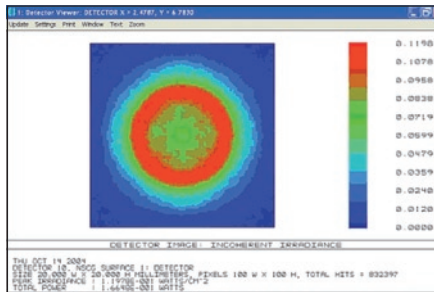 1: Detector Viewer: DETECTOR X = 2.4787, Y = 6.7830
Update Settings Print Window Text Zoom
0.1198
0.1078
0.0958
0.0838
0.0719
0.0599
0.0479
0.0359
0.0240
0.0120
0.0000
DETECTOR IMAGE: INCOHERENT IRRADIANCE
THU OCT 14 2004
DETECTOR 10, NSCG SURFACE 1: DETECTOR
SIZE 20.000 W X 20.000 H MILLIMETERS, PIXELS 100 W X 100 H, TOTAL HITS = 832397
PEAK IRRADIANCE : 1.1978E-001 WATTS/CM^2
TOTAL POWER : 1.6640E-001 WATTS